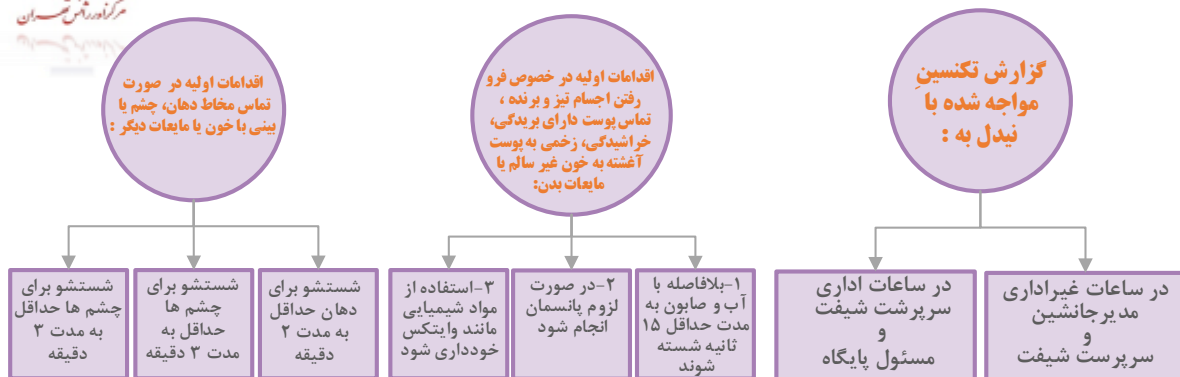 مرکز اورژانس تهران
گزارش تکنسینِ
مواجه شده با
نیدل به :
در ساعات غیراداری
مدیرجانشین
و
سرپرست شیفت
در ساعات اداری
سرپرشت شیفت
و
مسئول پایگاه
اقدامات اولیه در خصوص فرو
رفتن اجسام تیز و برنده ،
تماس پوست دارای بریدگی،
خراشیدگی، زخمی به پوست
آغشته به خون غیر سالم یا
مایعات بدن:
۱-بلافاصله با
آب و صابون به
مدت حداقل ۱۵
ثانیه شسته
شوند
۲-در صورت
لزوم پانسمان
انجام شود
۳-استفاده از
مواد شیمیایی
مانند وایتکس
خودداری شود
اقدامات اولیه در صورت
تماس مخاط دهان، چشم یا
بینی با خون یا مایعات دیگر :
شستشو برای
دهان حداقل
به مدت ۲
دقیقه
شستشو برای
چشم ها
حداقل به
مدت ۳ دقیقه
شستشو برای
چشم ها حداقل
به مدت ۳
دقیقه